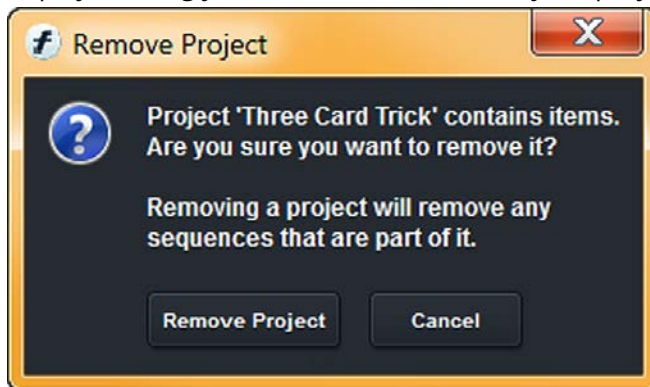 Remove Project
Project 'Three Card Trick' contains items.
Are you sure you want to remove it?
Removing a project will remove any
sequences that are part of it.
Remove Project
Cancel